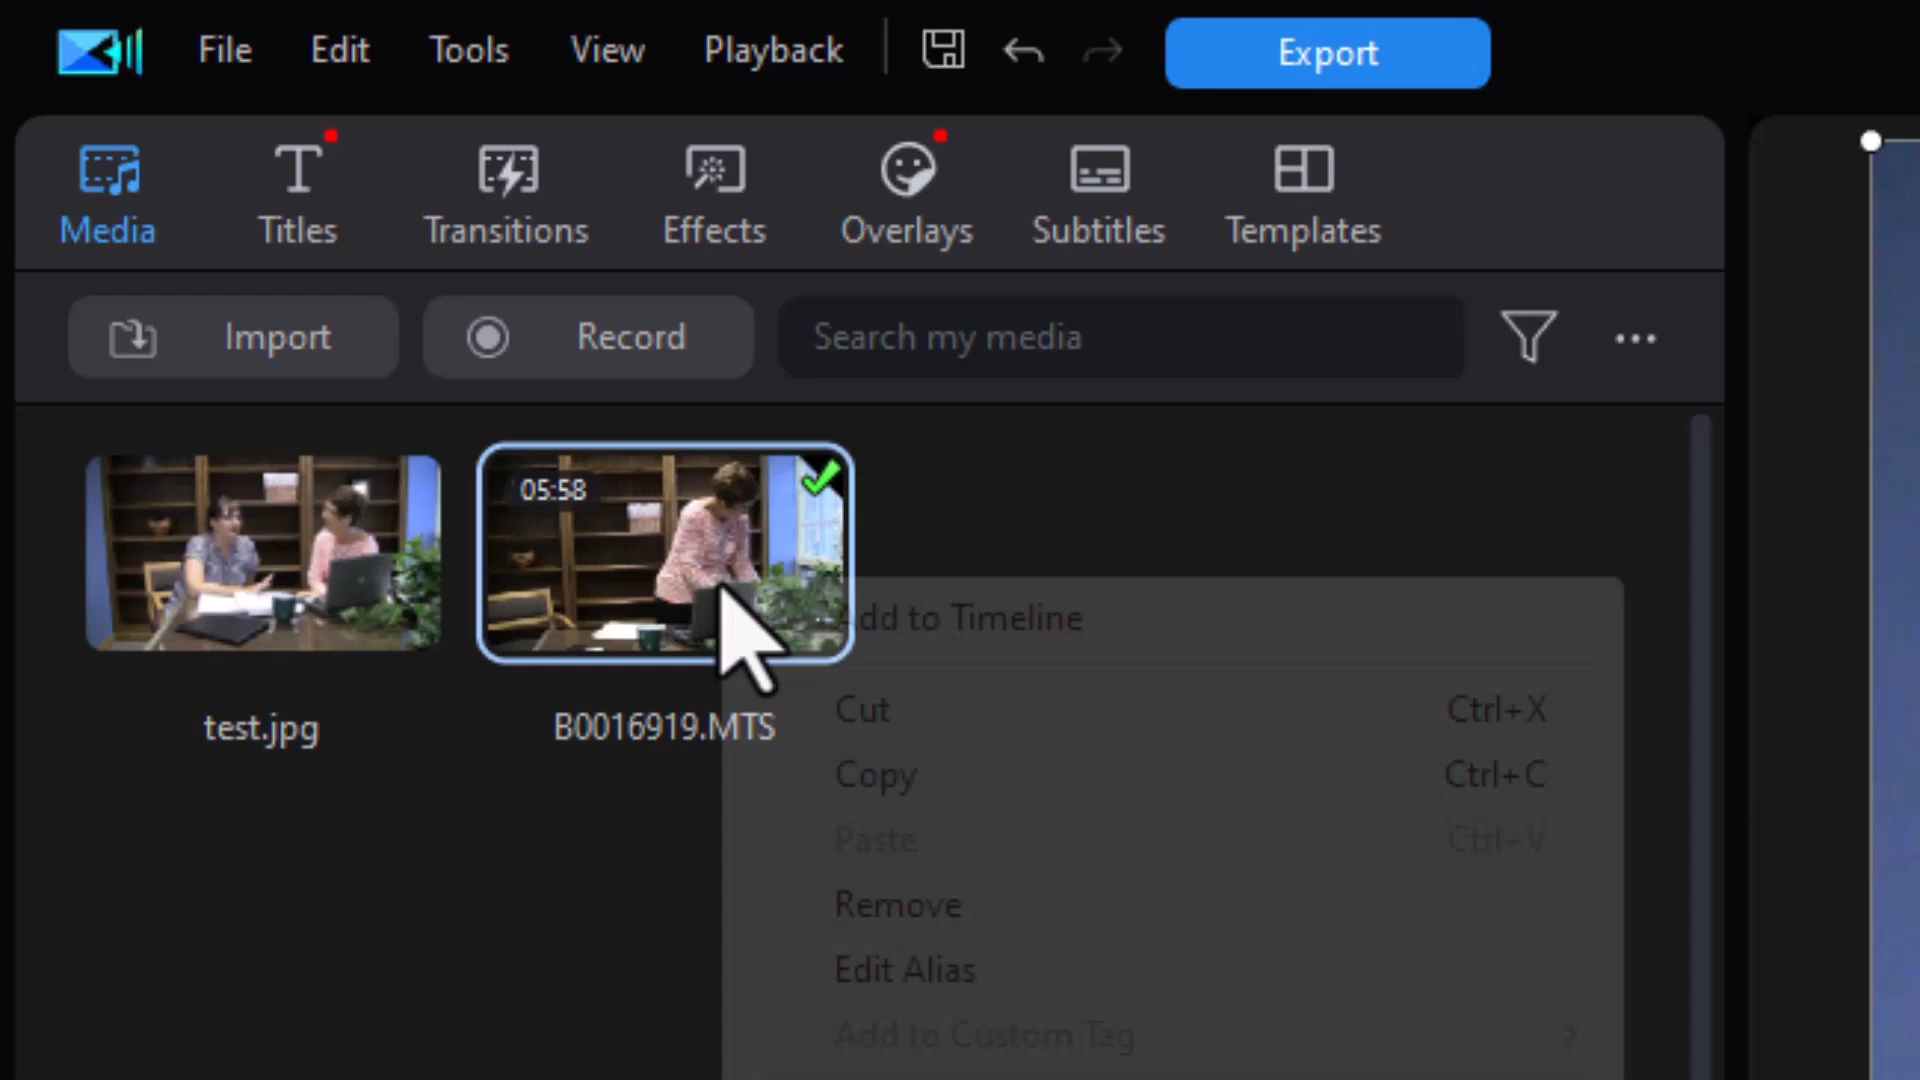 File Edit Tools View Playback Export
Media Titles Transitions Effects Overlays Subtitles Templates
Import Record Search my media
05:58
test.jpg B0016919.MTS
Add to Timeline
Cut Ctrl+X
Copy Ctrl+C
Paste Ctrl+V
Remove
Edit Alias
Add to Custom Tag